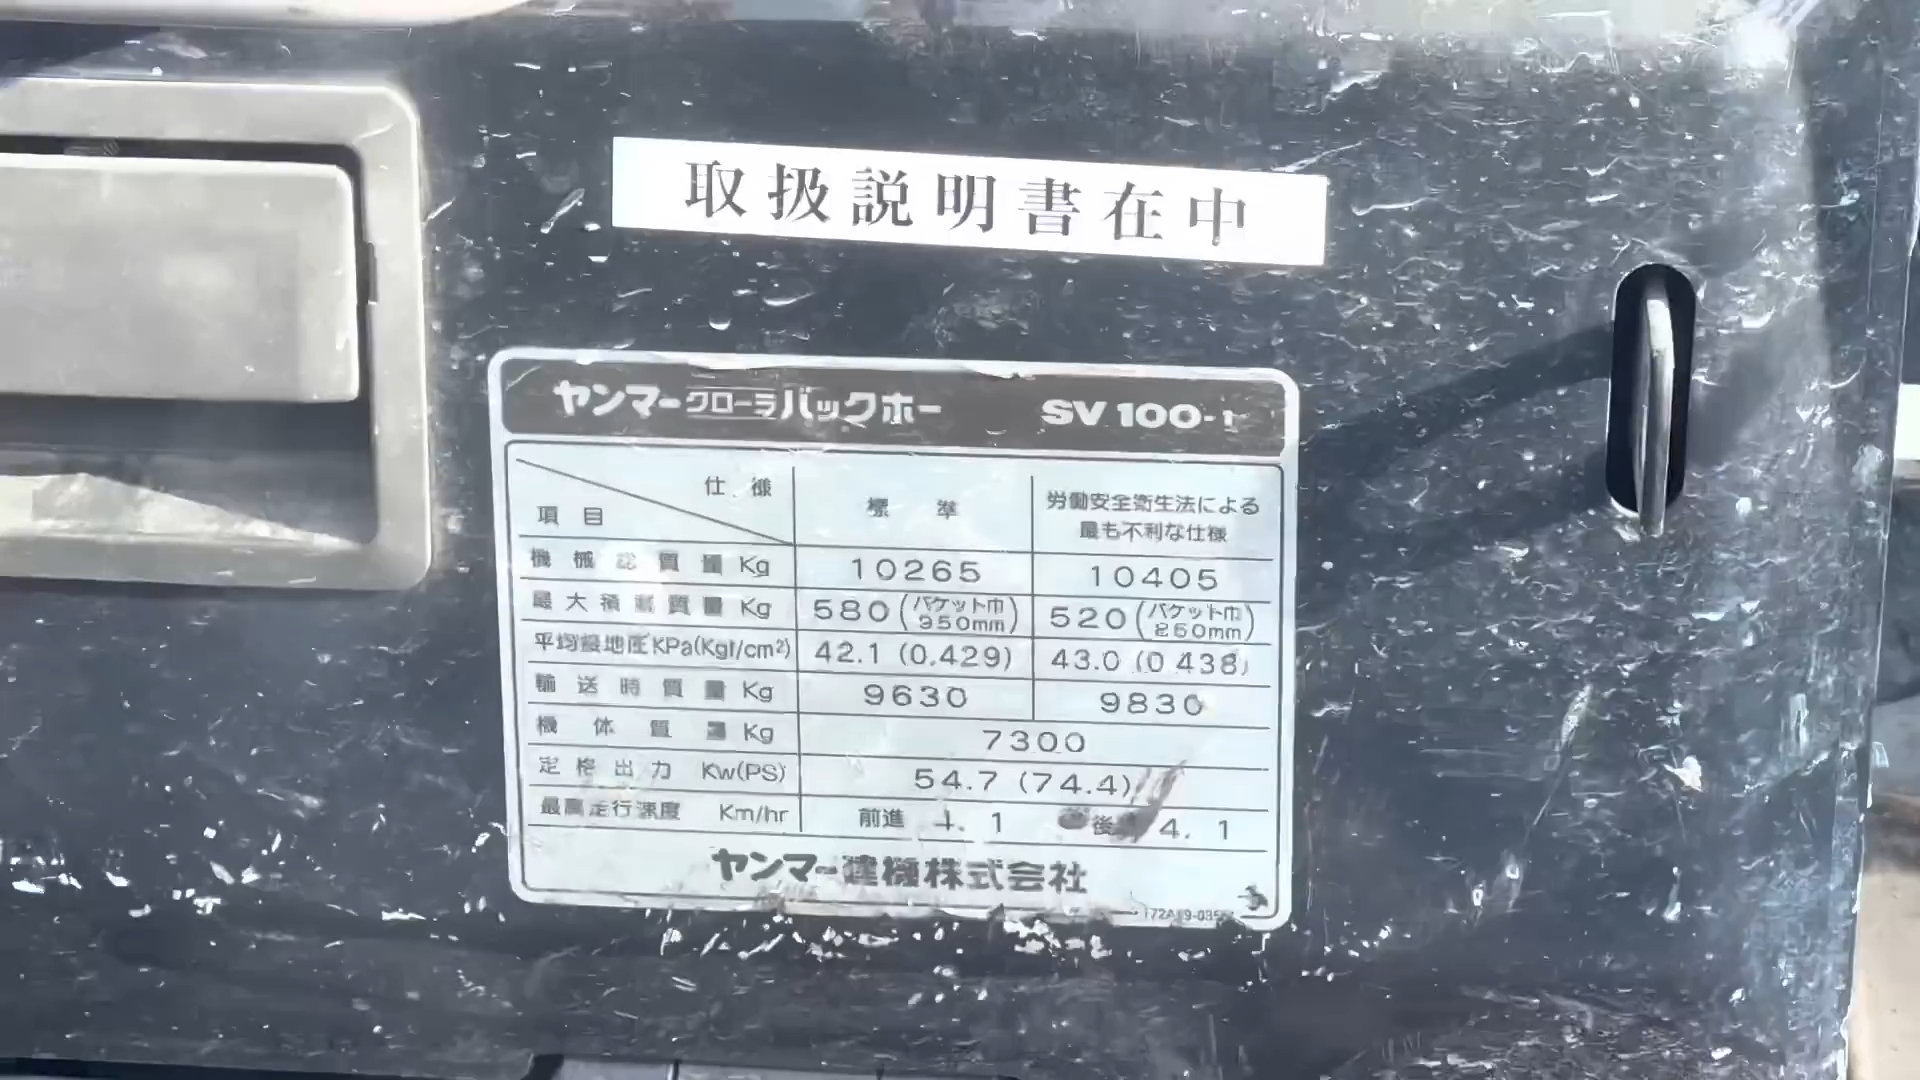 取扱説明書在中
ヤンマークローラバックホー SV100-1
仕様
項目
標準
労働安全衛生法による
最も不利な仕様
機械総質量 Kg 10265 10405
最大積載質量 Kg 580 (バケット巾 950mm) 520 (バケット巾 850mm)
平均接地圧 KPa(Kgf/cm²) 42.1 (0.429) 43.0 (0.438)
輸送時質量 Kg 9630 9830
機体質量 Kg 7300
定格出力 Kw(PS) 54.7 (74.4)
最高走行速度 Km/hr 前進 4.1 後 4.1
ヤンマー建機株式会社